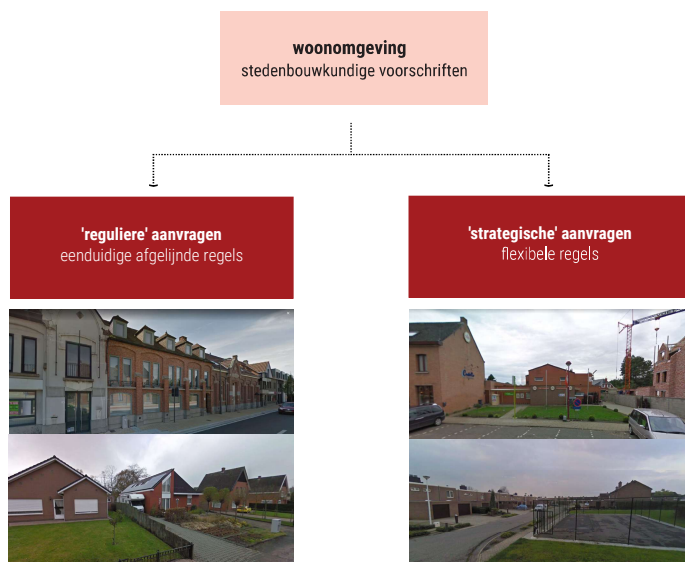 woonomgeving
stedenbouwkundige voorschriften
'reguliere' aanvragen
eenduidige afgelijnde regels
'strategische' aanvragen
flexibele regels